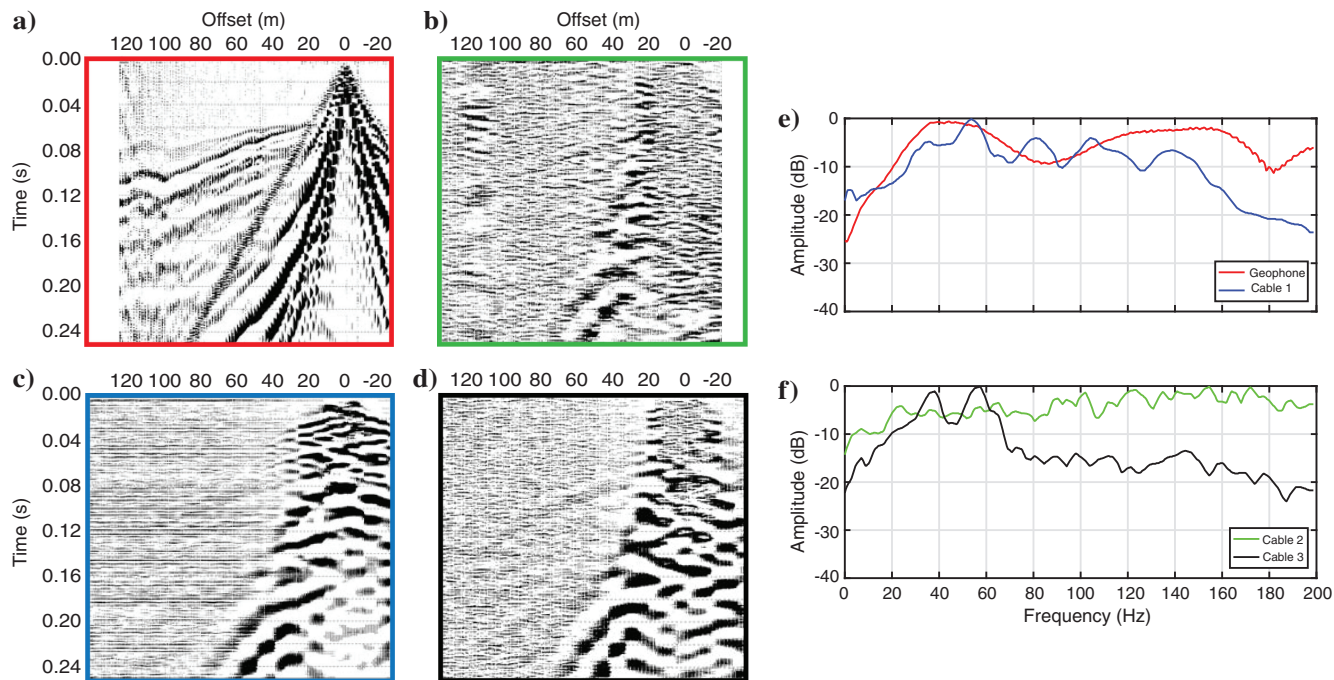 a)
Offset (m)
120 100 80 60 40 20 0 -20
0.00
0.04
0.08
0.12
0.16
0.20
0.24
Time (s)
b)
Offset (m)
120 100 80 60 40 20 0 -20
c)
120 100 80 60 40 20 0 -20
0.00
0.04
0.08
0.12
0.16
0.20
0.24
Time (s)
d)
120 100 80 60 40 20 0 -20
e)
Amplitude (dB)
0
-10
-20
-30
-40
Geophone
Cable 1
f)
Amplitude (dB)
0
-10
-20
-30
-40
Cable 2
Cable 3
0 20 40 60 80 100 120 140 160 180 200
Frequency (Hz)